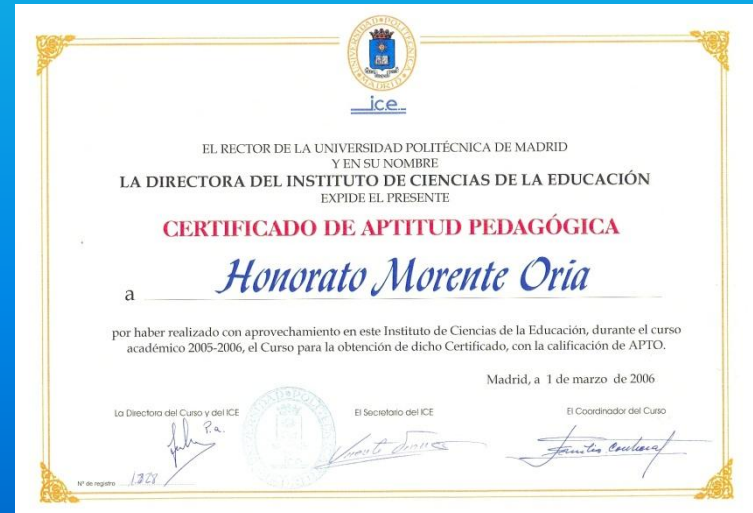 UNIVERSIDAD POLITÉCNICA
MADRID
i.c.e.
EL RECTOR DE LA UNIVERSIDAD POLITÉCNICA DE MADRID
Y EN SU NOMBRE
LA DIRECTORA DEL INSTITUTO DE CIENCIAS DE LA EDUCACIÓN
EXPIDE EL PRESENTE
CERTIFICADO DE APTITUD PEDAGÓGICA
a Honorato Morente Oria
por haber realizado con aprovechamiento en este Instituto de Ciencias de la Educación, durante el curso
académico 2005-2006, el Curso para la obtención de dicho Certificado, con la calificación de APTO.
Madrid, a 1 de marzo de 2006
La Directora del Curso y del ICE El Secretario del ICE El Coordinador del Curso
P.a.
Nº de registro 1328